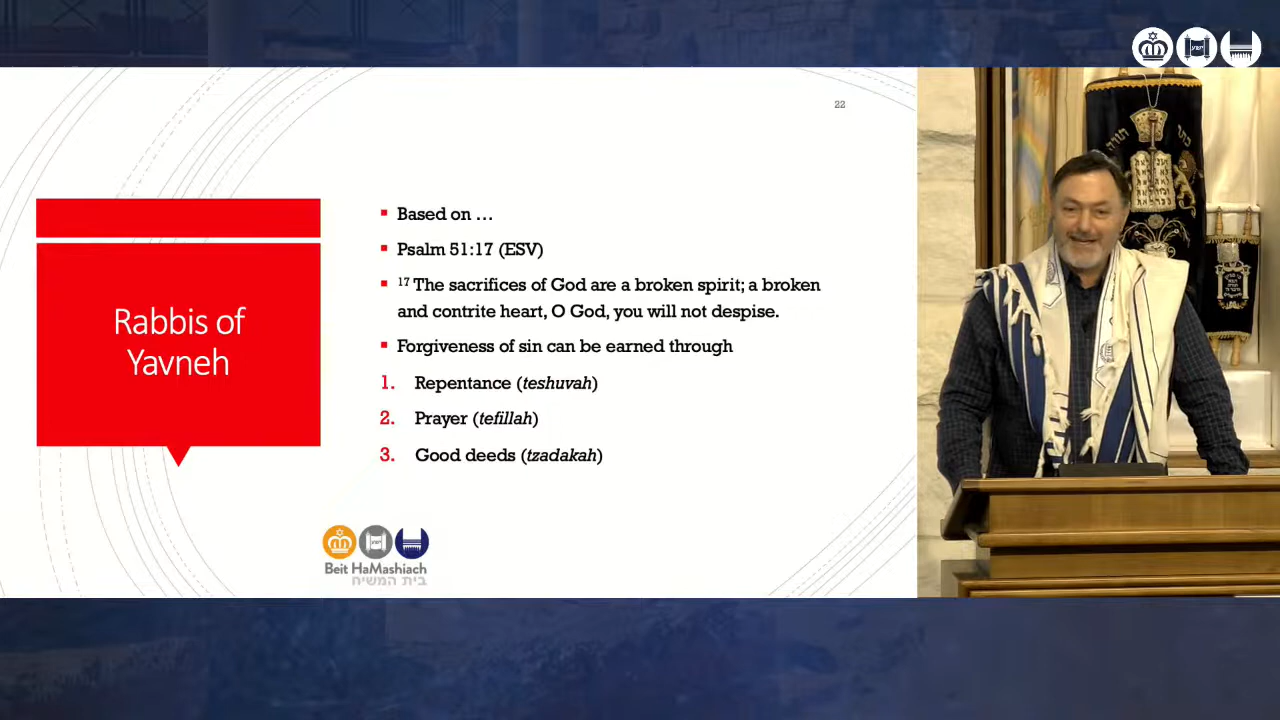 22
Rabbis of
Yavneh
Based on …
Psalm 51:17 (ESV)
17 The sacrifices of God are a broken spirit; a broken
and contrite heart, O God, you will not despise.
Forgiveness of sin can be earned through
1. Repentance (teshuvah)
2. Prayer (tefillah)
3. Good deeds (tzadakah)
Beit HaMashiach
בית המשיח
כתר
תורה